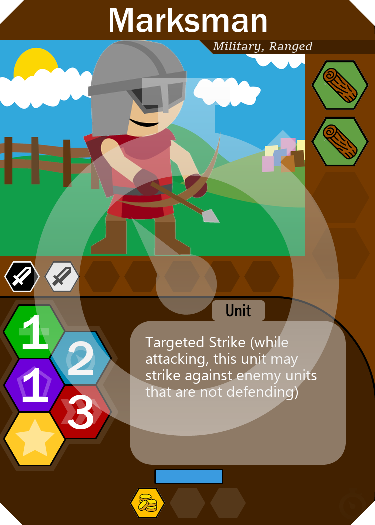 Marksman
Military, Ranged
Unit
1
2
1
3
Targeted Strike (while
attacking, this unit may
strike against enemy units
that are not defending)